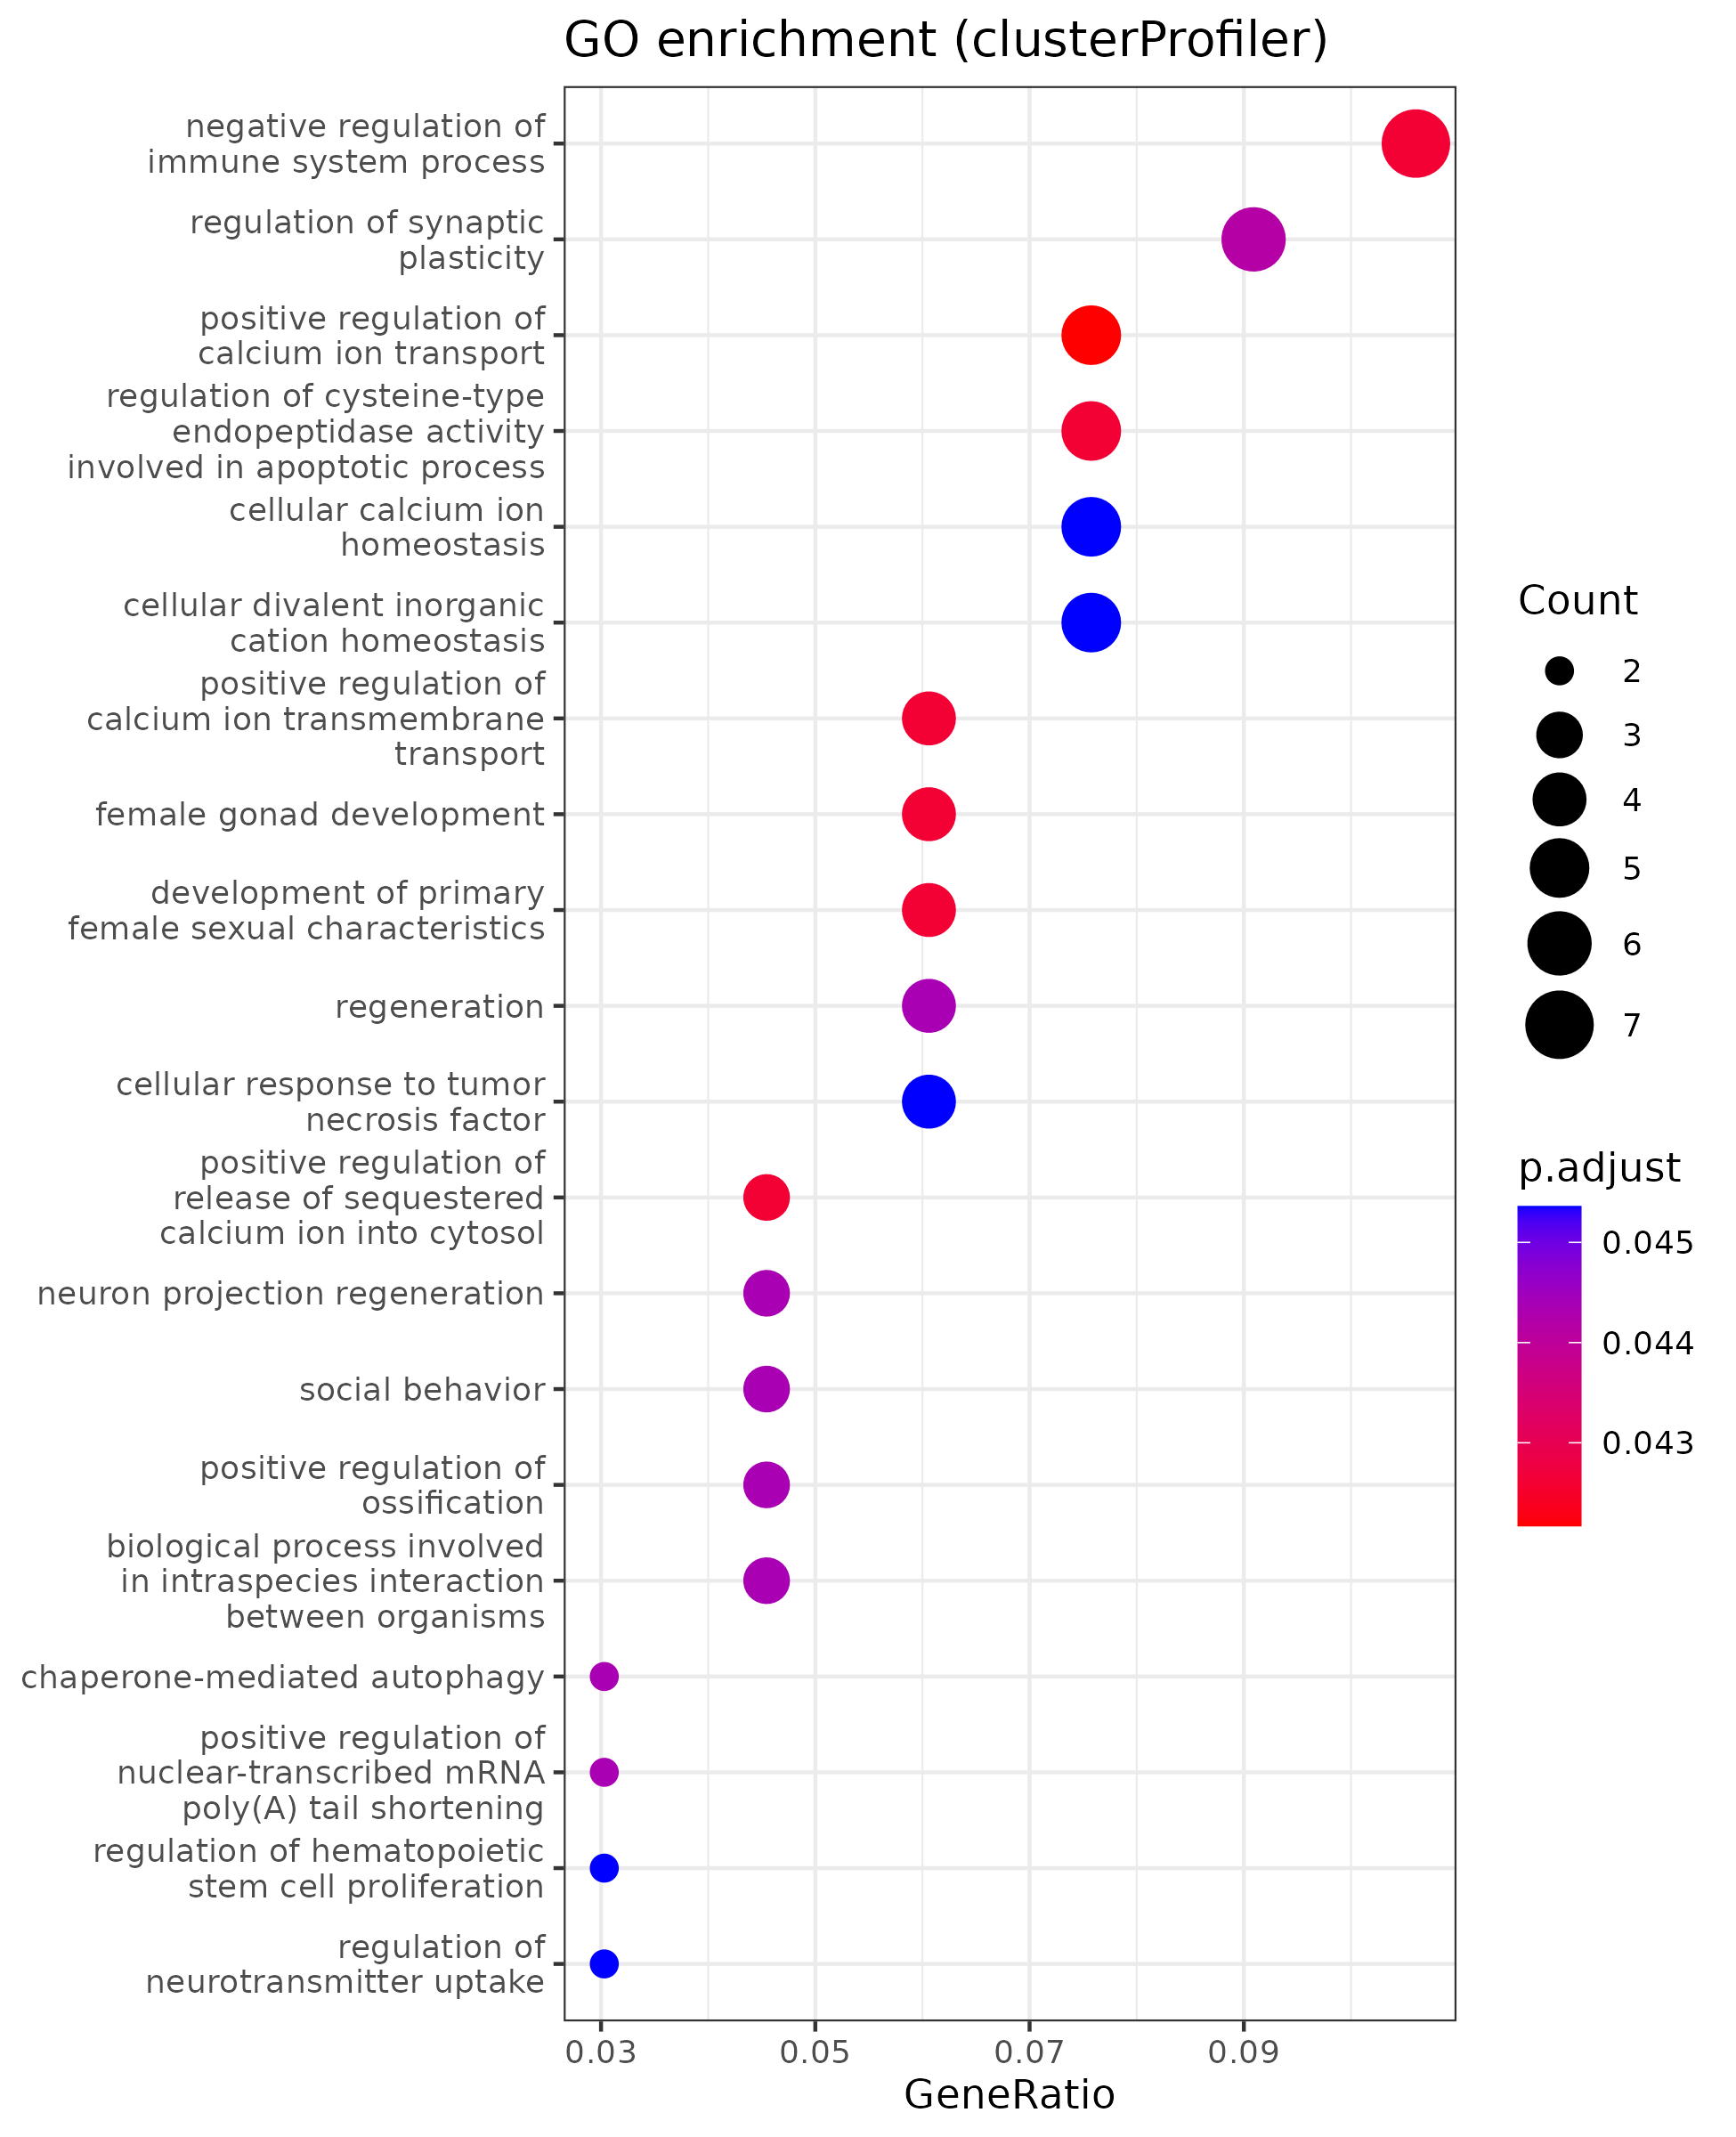 GO enrichment (clusterProfiler)
negative regulation of
immune system process
regulation of synaptic
plasticity
positive regulation of
calcium ion transport
regulation of cysteine-type
endopeptidase activity
involved in apoptotic process
cellular calcium ion
homeostasis
cellular divalent inorganic
cation homeostasis
positive regulation of
calcium ion transmembrane
transport
female gonad development
development of primary
female sexual characteristics
regeneration
cellular response to tumor
necrosis factor
positive regulation of
release of sequestered
calcium ion into cytosol
neuron projection regeneration
social behavior
positive regulation of
ossification
biological process involved
in intraspecies interaction
between organisms
chaperone-mediated autophagy
positive regulation of
nuclear-transcribed mRNA
poly(A) tail shortening
regulation of hematopoietic
stem cell proliferation
regulation of
neurotransmitter uptake
0.03 0.05 0.07 0.09
GeneRatio
Count
2
3
4
5
6
7
p.adjust
0.045
0.044
0.043